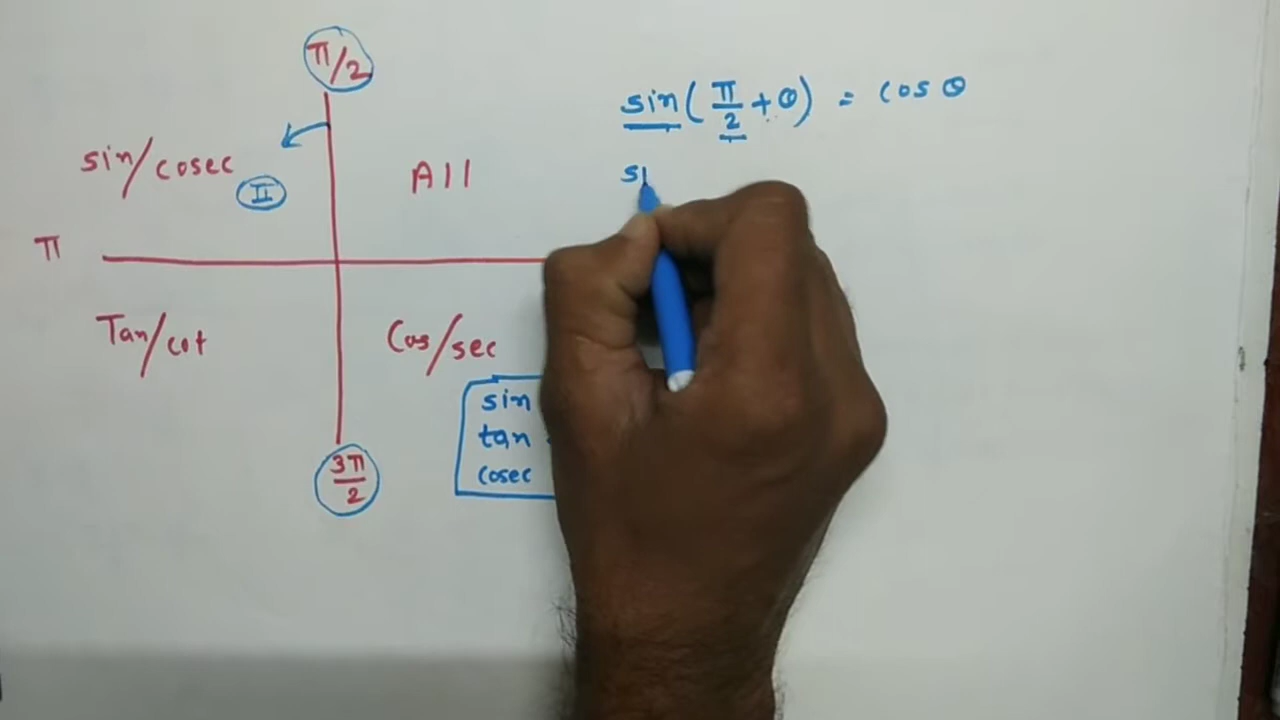 π/2
sin(π/2+θ) = cos θ
sin/cosec
II
All
si
π
Tan/cot
Cos/sec
sin
tan
cosec
3π/2